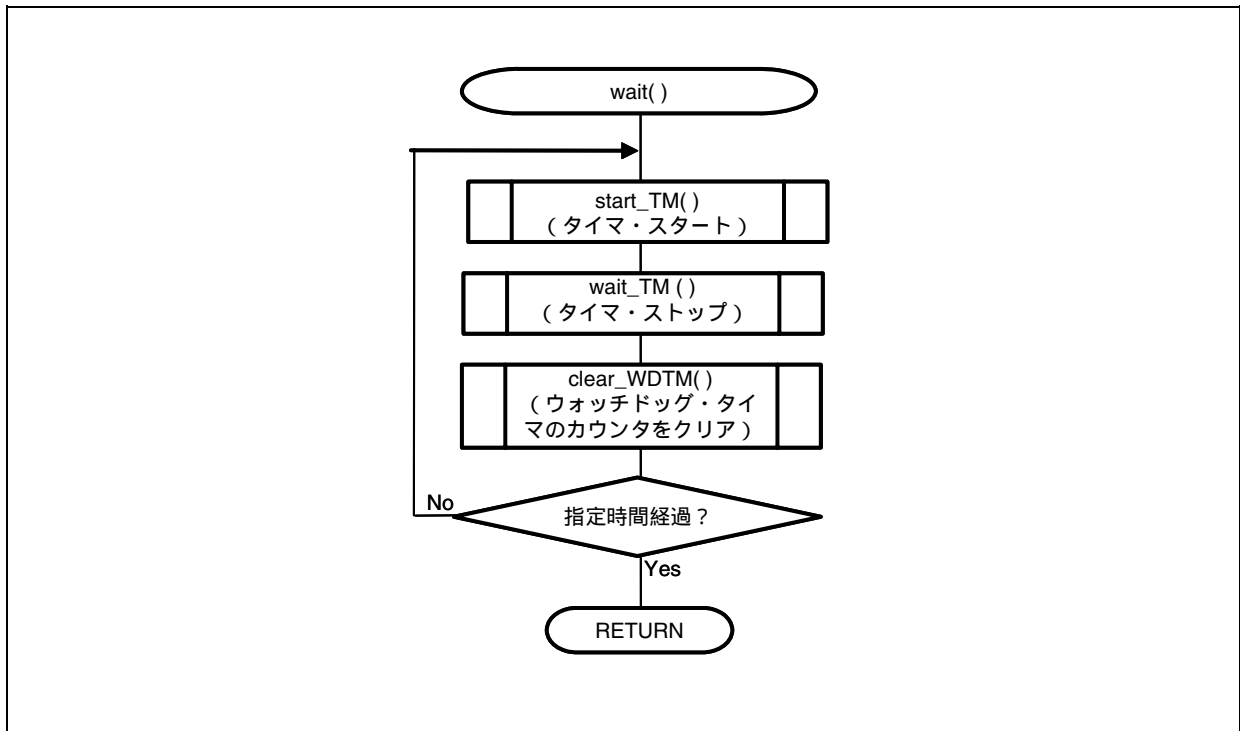 wait( )
start_TM( )
（タイマ・スタート）
wait_TM ( )
（タイマ・ストップ）
clear_WDTM()
（ウォッチドッグ・タイ
マのカウンタをクリア）
指定時間経過？
No
Yes
RETURN